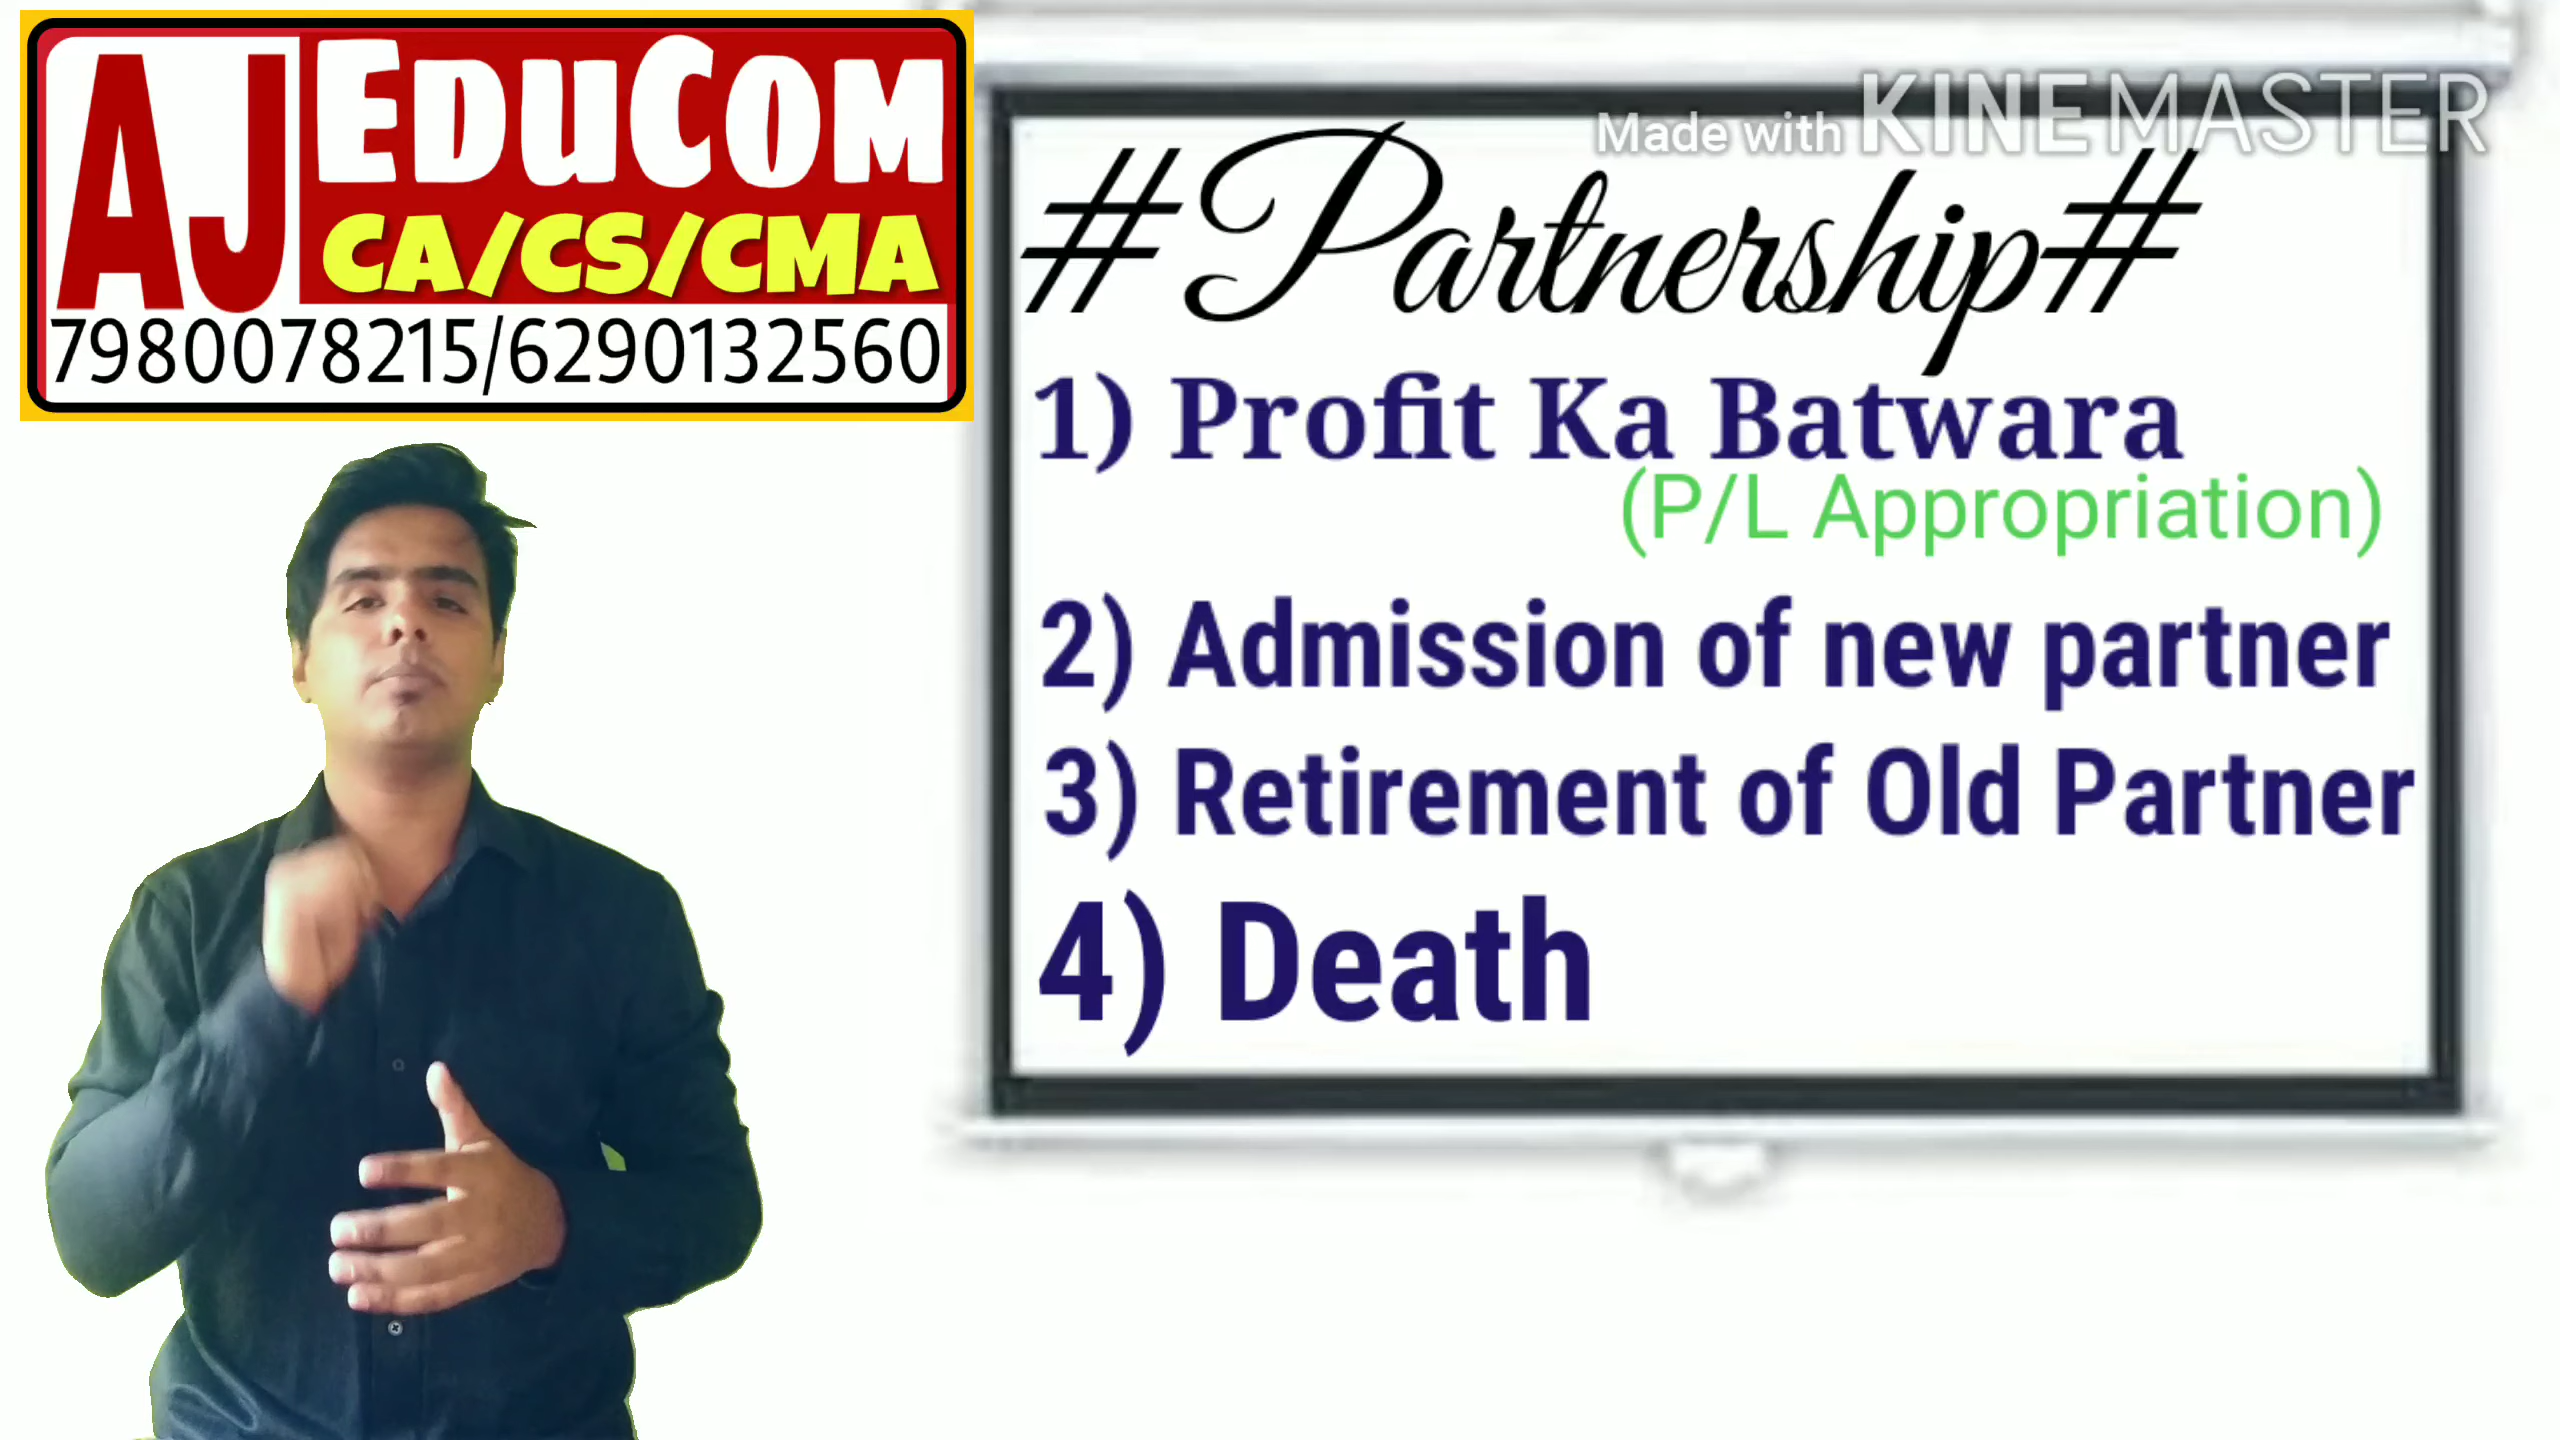 AJ EDUCOM
CA/CS/CMA
7980078215/6290132560
Made with KINEMASTER
#Partnership#
1) Profit Ka Batwara
(P/L Appropriation)
2) Admission of new partner
3) Retirement of Old Partner
4) Death